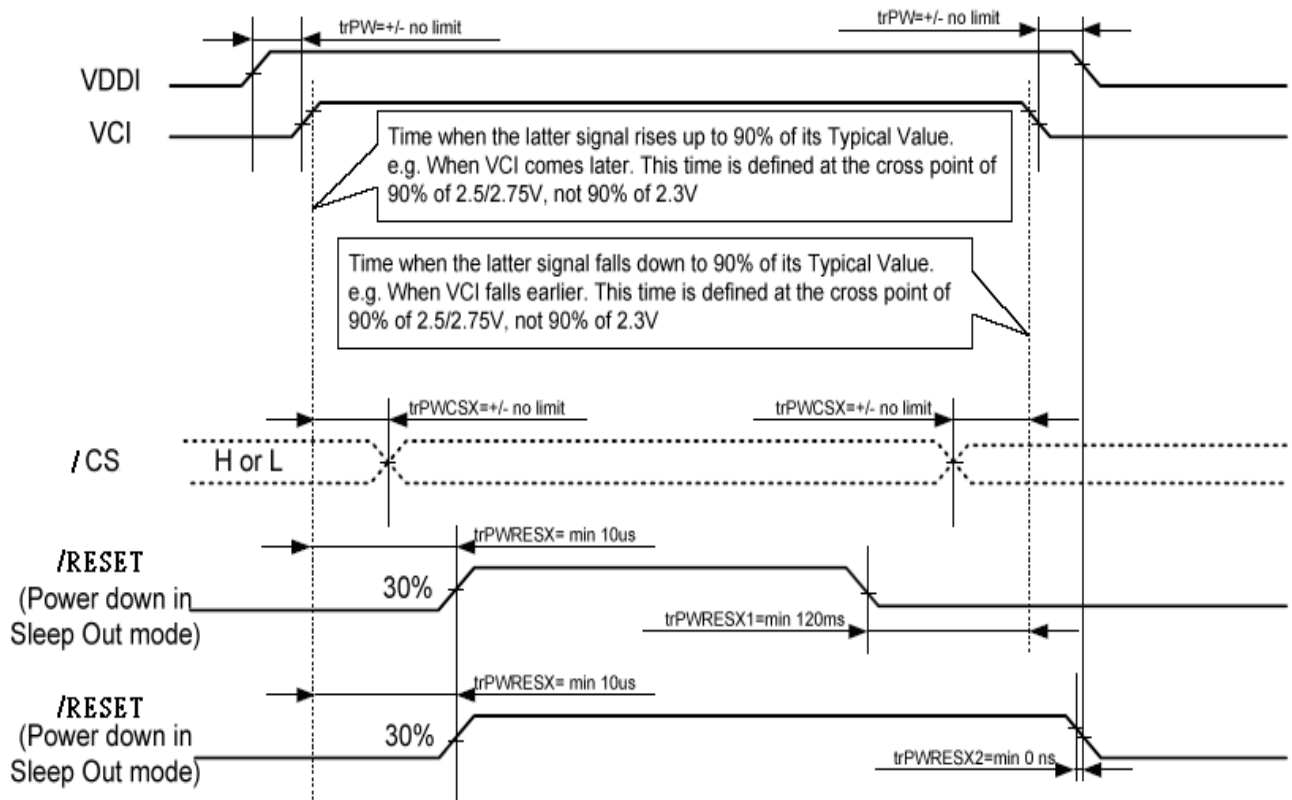 trPW=+/- no limit
trPW=+/- no limit
VDDI
VCI
Time when the latter signal rises up to 90% of its Typical Value.
e.g. When VCI comes later. This time is defined at the cross point of
90% of 2.5/2.75V, not 90% of 2.3V
Time when the latter signal falls down to 90% of its Typical Value.
e.g. When VCI falls earlier. This time is defined at the cross point of
90% of 2.5/2.75V, not 90% of 2.3V
trPWCSX=+/- no limit
trPWCSX=+/- no limit
/ CS
H or L
trPWRESX= min 10us
/RESET
(Power down in
Sleep Out mode)
30%
trPWRESX1=min 120ms
trPWRESX= min 10us
/RESET
(Power down in
Sleep Out mode)
30%
trPWRESX2=min 0 ns